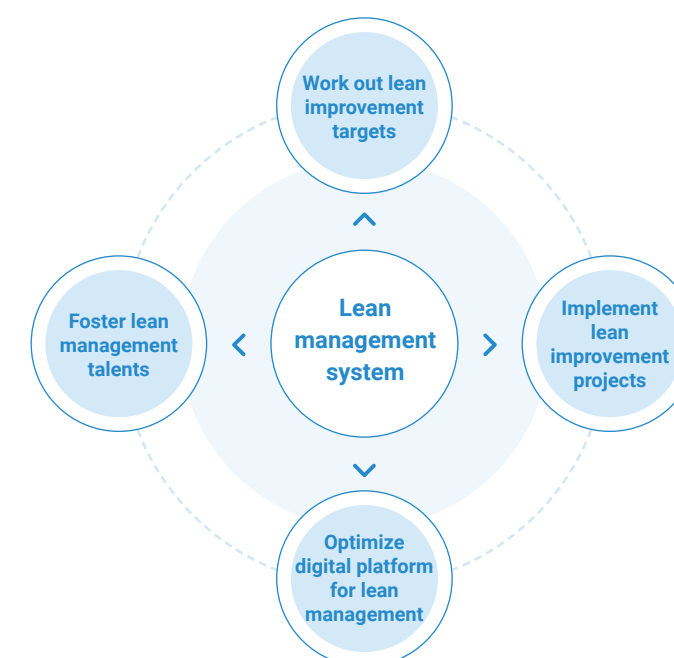 Work out lean
improvement
targets
Foster lean
management
talents
Lean
management
system
Implement
lean
improvement
projects
Optimize
digital platform
for lean
management